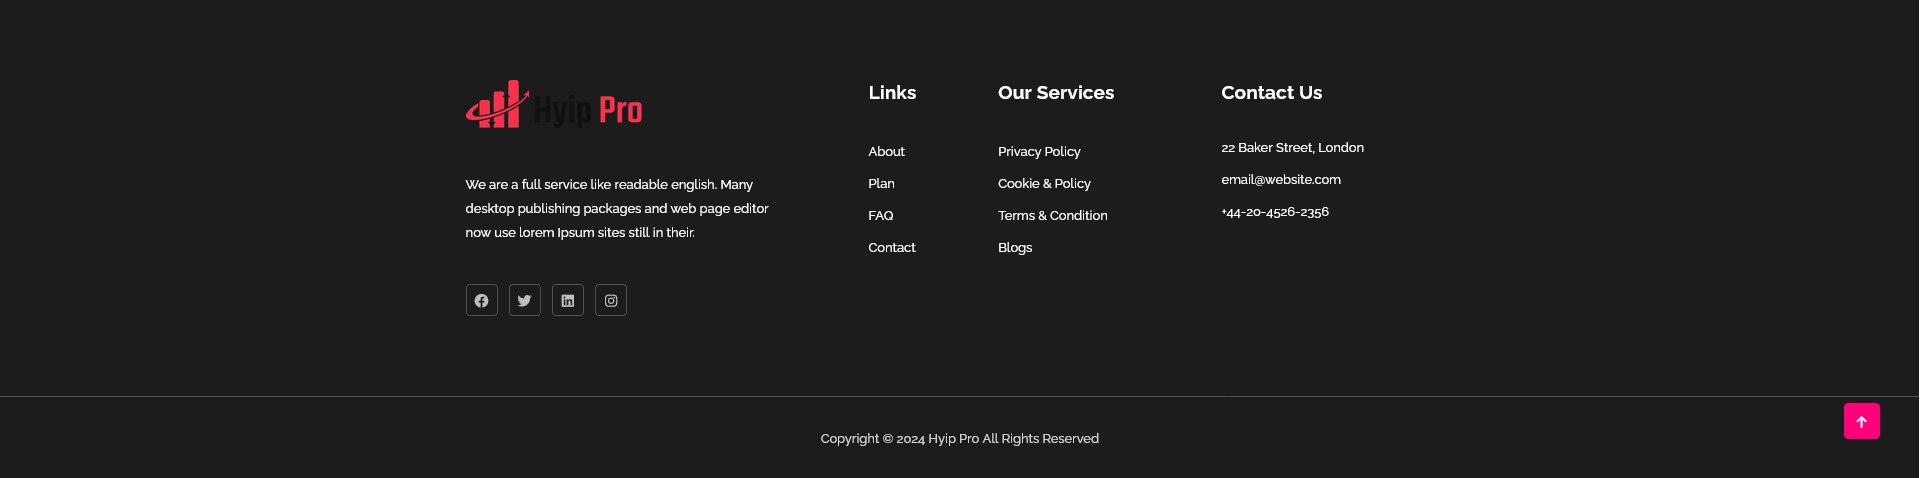 Hyip Pro
We are a full service like readable english. Many
desktop publishing packages and web page editor
now use lorem Ipsum sites still in their.
Links
About
Plan
FAQ
Contact
Our Services
Privacy Policy
Cookie & Policy
Terms & Condition
Blogs
Contact Us
22 Baker Street, London
email@website.com
+44-20-4526-2356
Copyright © 2024 Hyip Pro All Rights Reserved